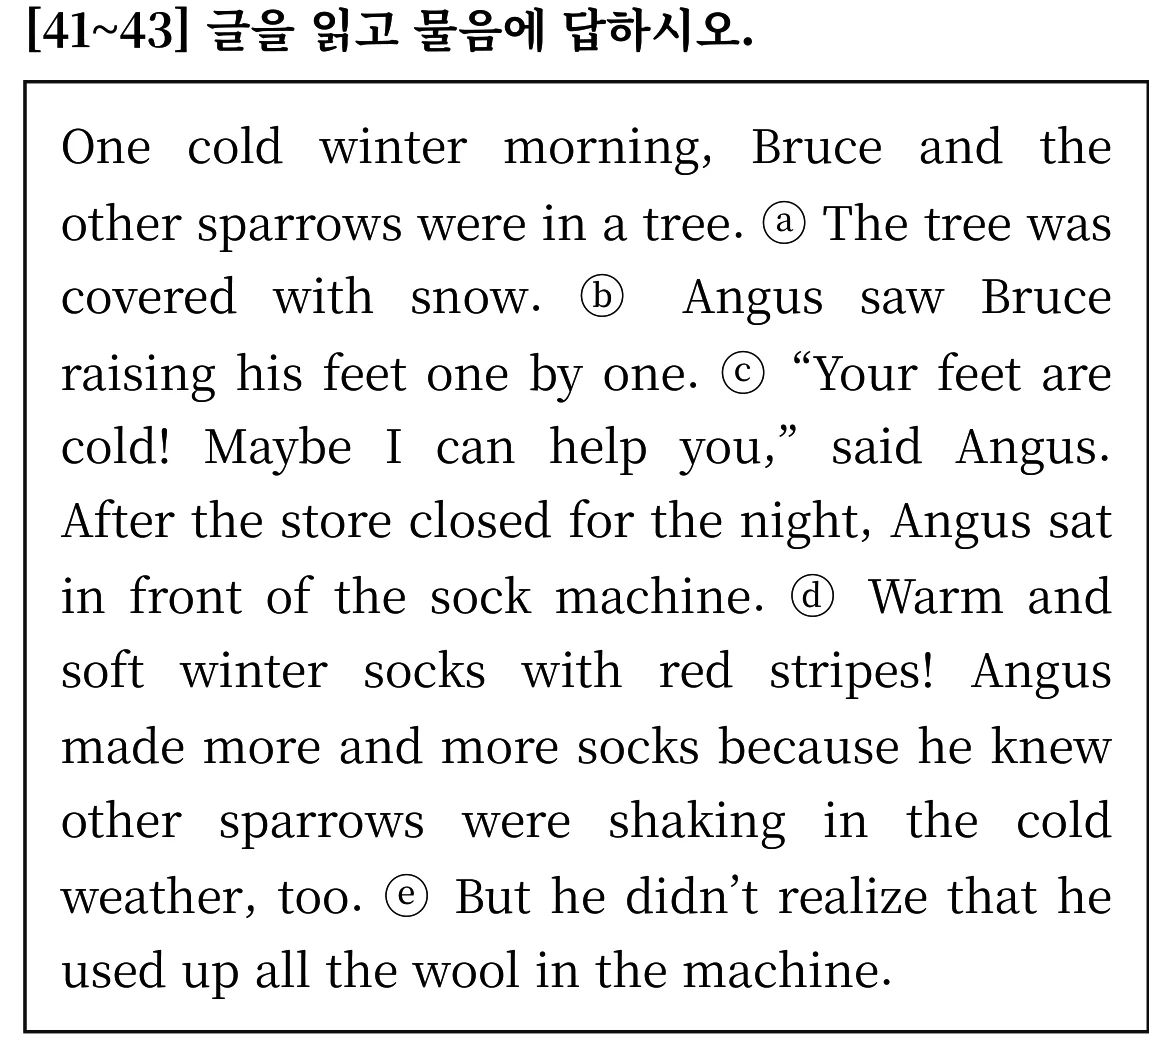 [41~43] 글을 읽고 물음에 답하시오.
One cold winter morning, Bruce and the
other sparrows were in a tree. ⓐ The tree was
covered with snow. ⓑ Angus saw Bruce
raising his feet one by one. ⓒ “Your feet are
cold! Maybe I can help you,” said Angus.
After the store closed for the night, Angus sat
in front of the sock machine. ⓓ Warm and
soft winter socks with red stripes! Angus
made more and more socks because he knew
other sparrows were shaking in the cold
weather, too. ⓔ But he didn’t realize that he
used up all the wool in the machine.